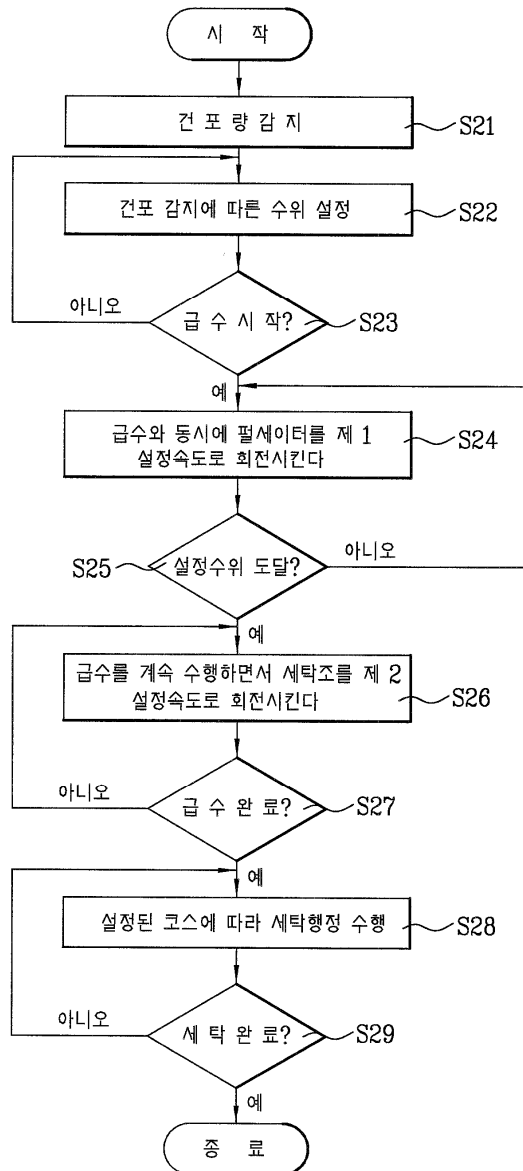 시 작
건 포 량 감 지
S21
건포 감지에 따른 수위 설정
S22
급 수 시 작?
S23
아니오
예
급수와 동시에 펄세이터를 제 1
설정속도로 회전시킨다
S24
설정수위 도달?
S25
아니오
예
급수를 계속 수행하면서 세탁조를 제 2
설정속도로 회전시킨다
S26
급 수 완 료?
S27
아니오
예
설정된 코스에 따라 세탁행정 수행
S28
세 탁 완 료?
S29
아니오
예
종 료